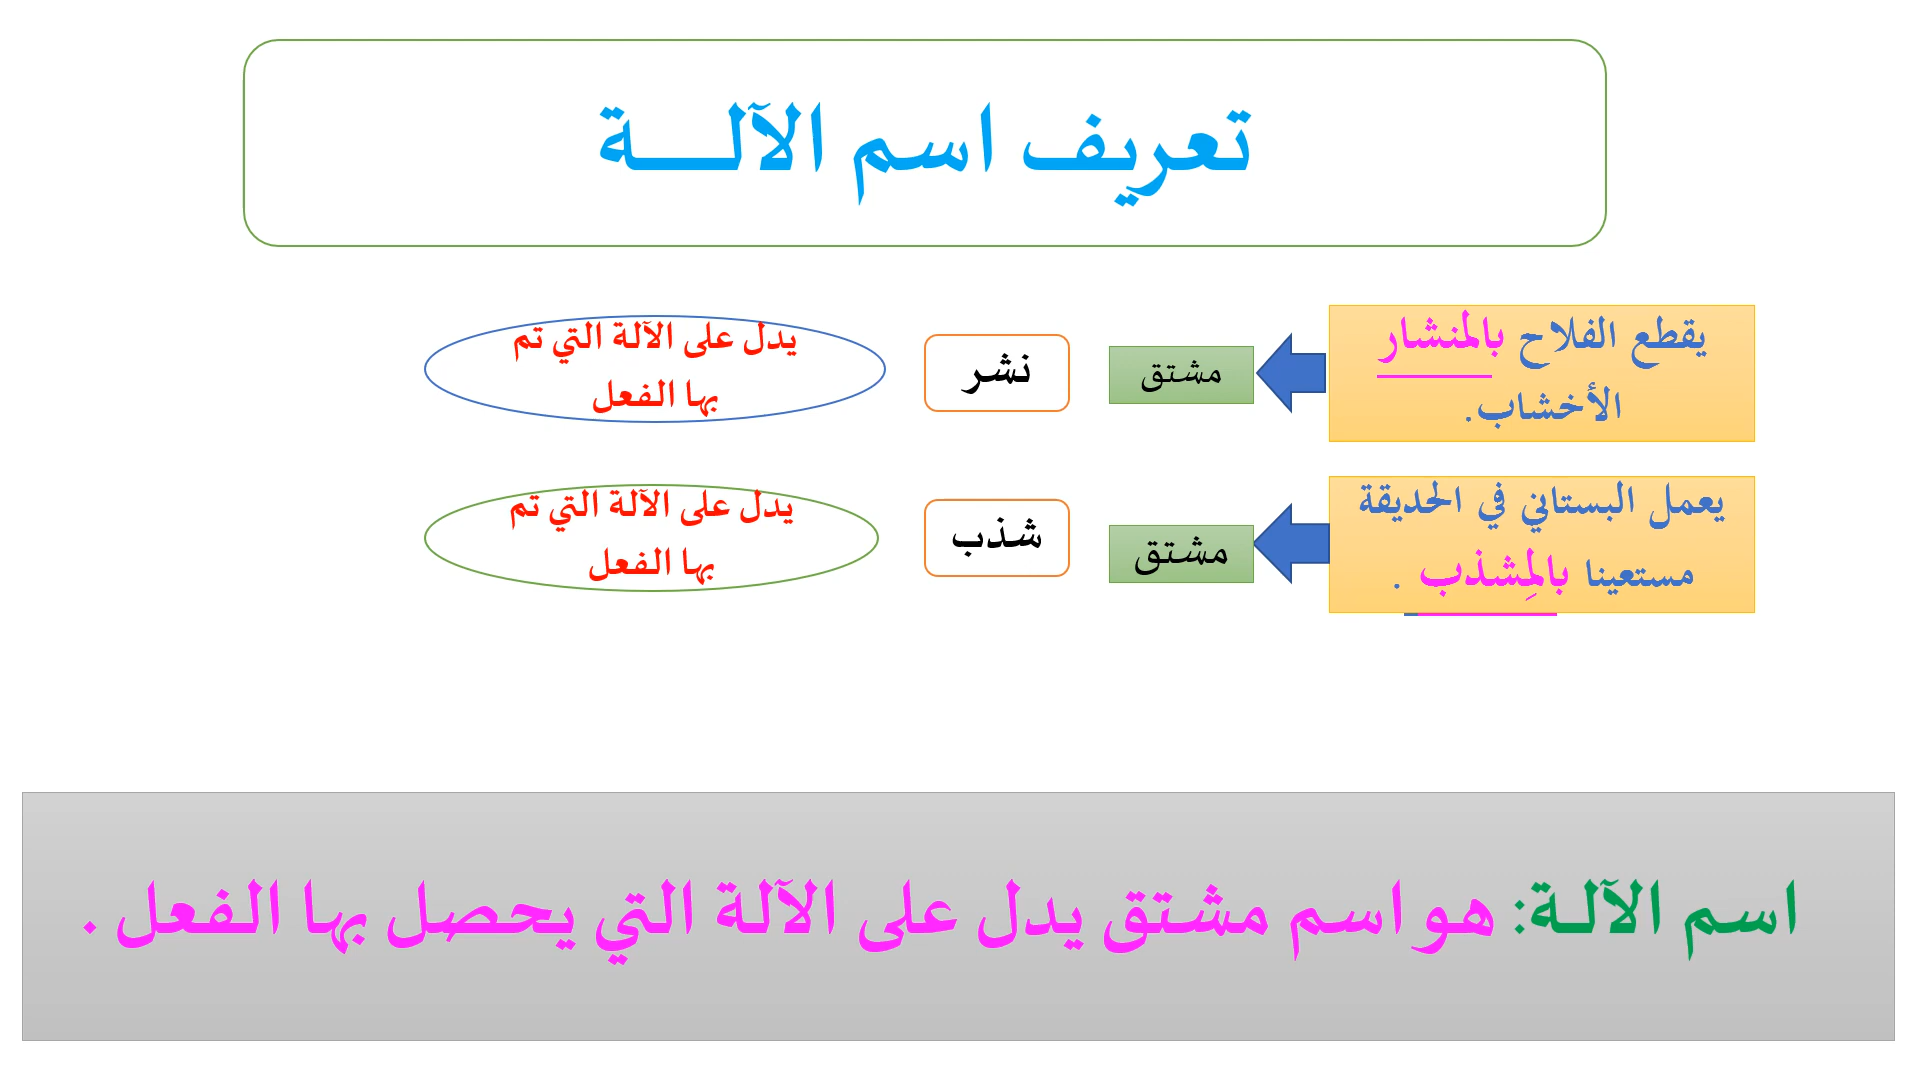 تعريف اسم الآلـــــة
يقطع الفلاح بالمنشار
الأخشاب.
مشتق
نشر
يدل على الآلة التي تم
بها الفعل
يعمل البستاني في الحديقة
مستعينا بالمِشذب .
مشتق
شذب
يدل على الآلة التي تم
بها الفعل
اسم الآلـة: هو اسم مشتق يدل على الآلة التي يحصل بها الفعل .